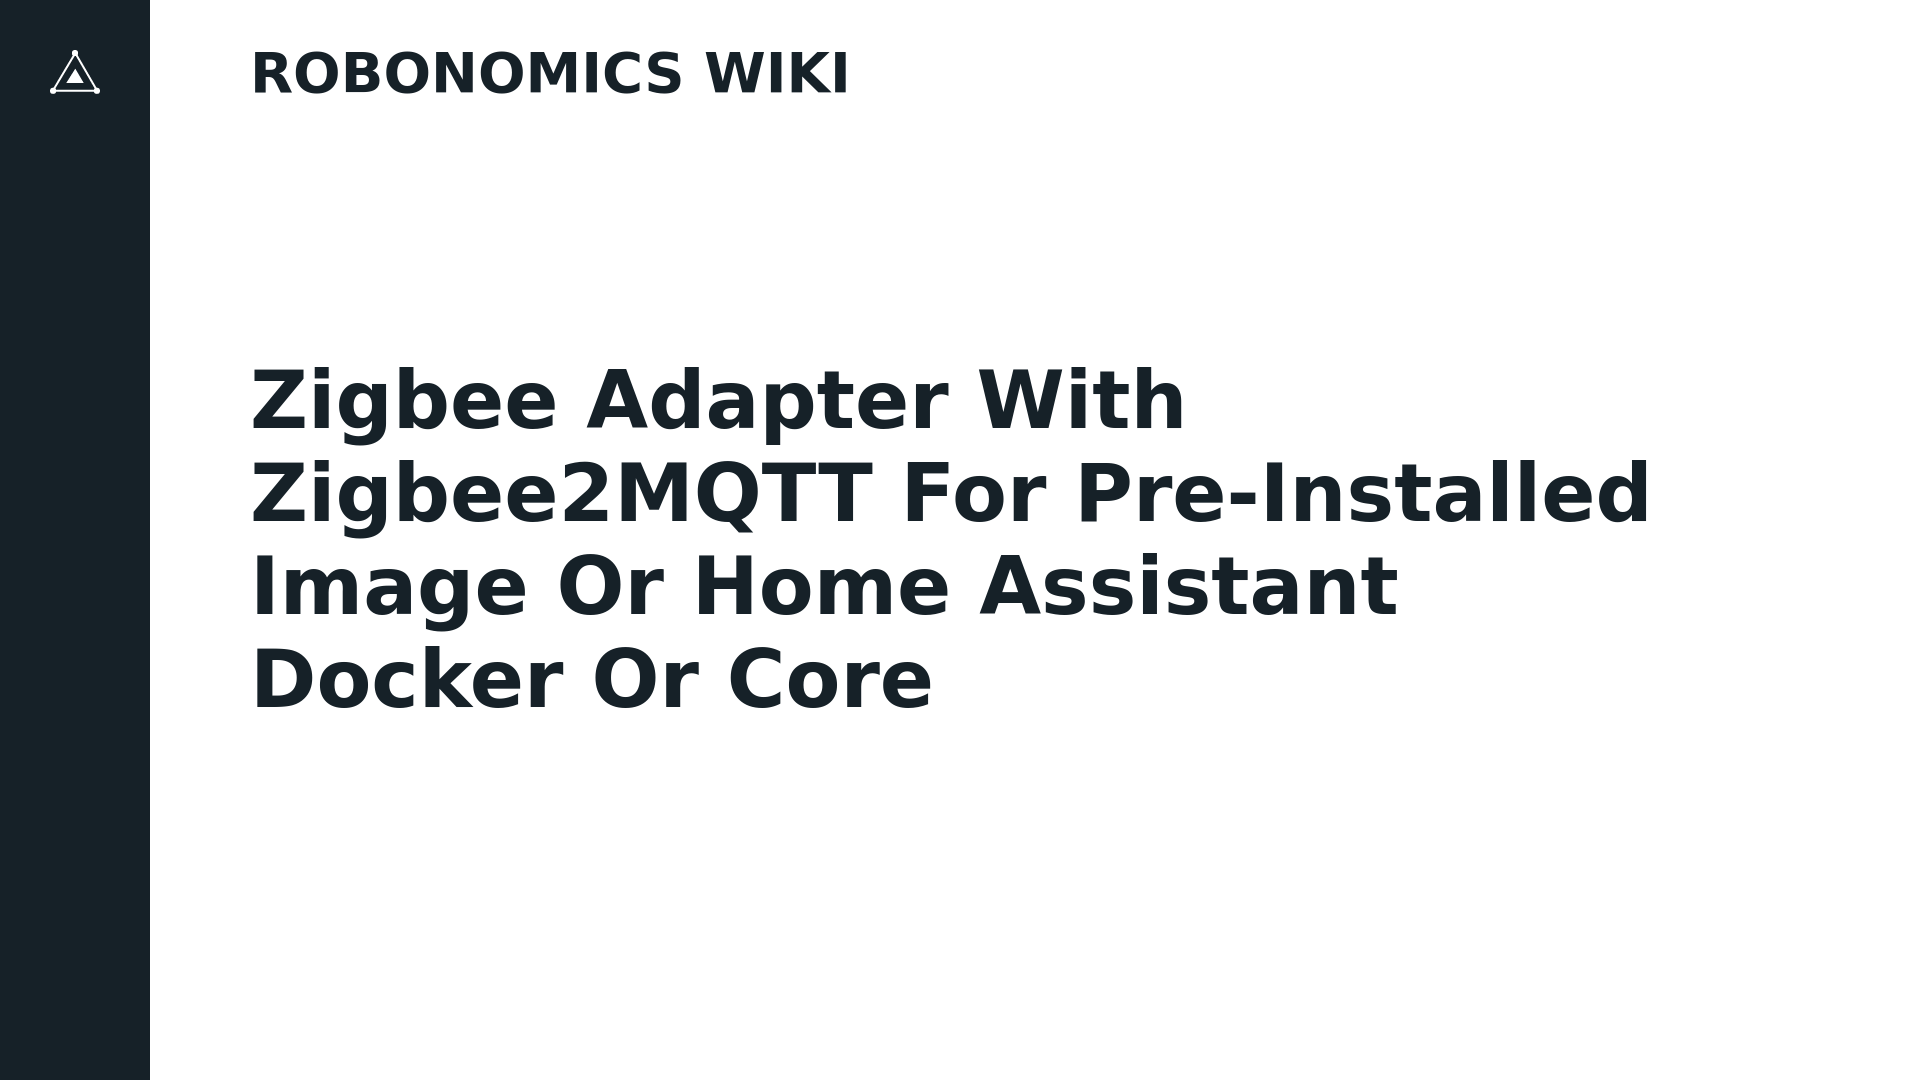 ROBONOMICS WIKI
Zigbee Adapter With
Zigbee2MQTT For Pre-Installed
Image Or Home Assistant
Docker Or Core